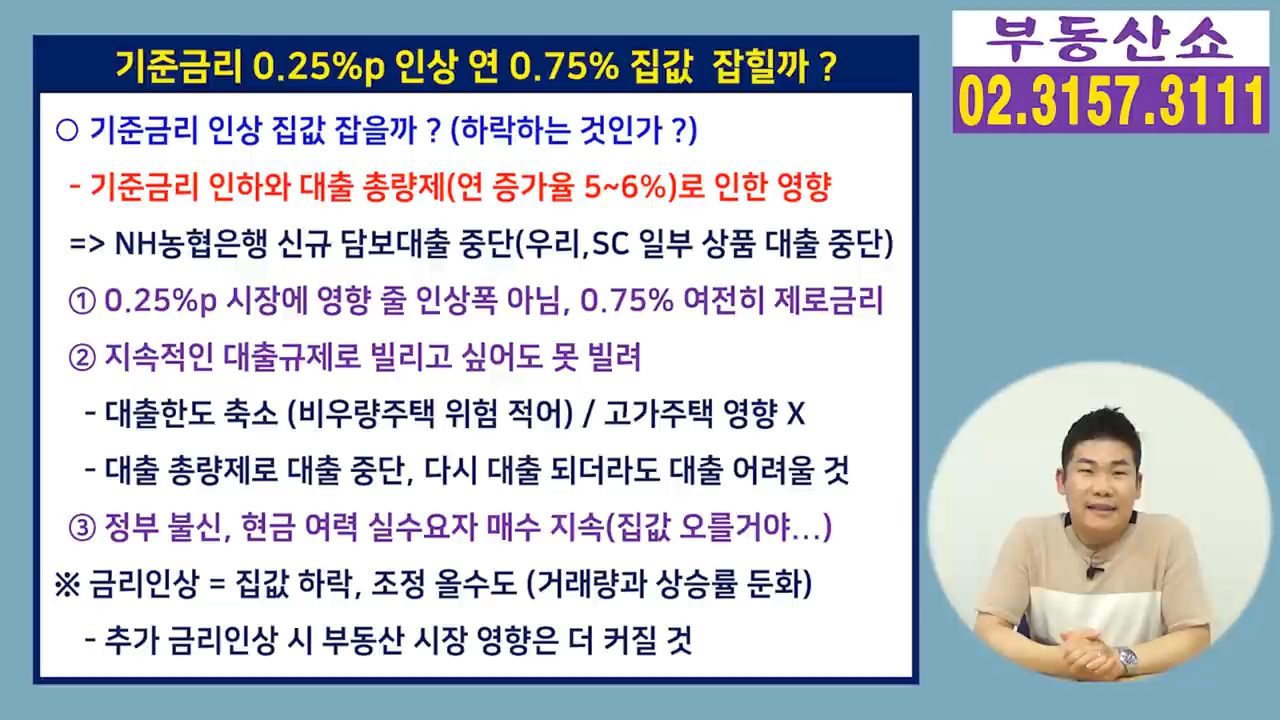 부동산쇼
02.3157.3111
기준금리 0.25%p 인상 연 0.75% 집값 잡힐까 ?
○ 기준금리 인상 집값 잡을까 ? (하락하는 것인가 ?)
- 기준금리 인하와 대출 총량제(연 증가율 5~6%)로 인한 영향
=> NH농협은행 신규 담보대출 중단(우리,SC 일부 상품 대출 중단)
① 0.25%p 시장에 영향 줄 인상폭 아님, 0.75% 여전히 제로금리
② 지속적인 대출규제로 빌리고 싶어도 못 빌려
- 대출한도 축소 (비우량주택 위험 적어) / 고가주택 영향 X
- 대출 총량제로 대출 중단, 다시 대출 되더라도 대출 어려울 것
③ 정부 불신, 현금 여력 실수요자 매수 지속(집값 오를거야...)
※ 금리인상 = 집값 하락, 조정 올수도 (거래량과 상승률 둔화)
- 추가 금리인상 시 부동산 시장 영향은 더 커질 것